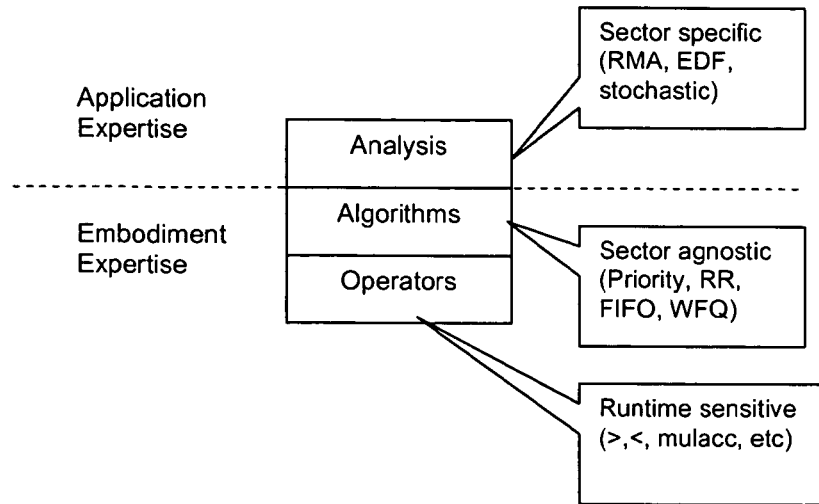 Sector specific
(RMA, EDF,
stochastic)
Application
Expertise
Analysis
Embodiment
Expertise
Algorithms
Sector agnostic
(Priority, RR,
FIFO, WFQ)
Operators
Runtime sensitive
(>,<, mulacc, etc)